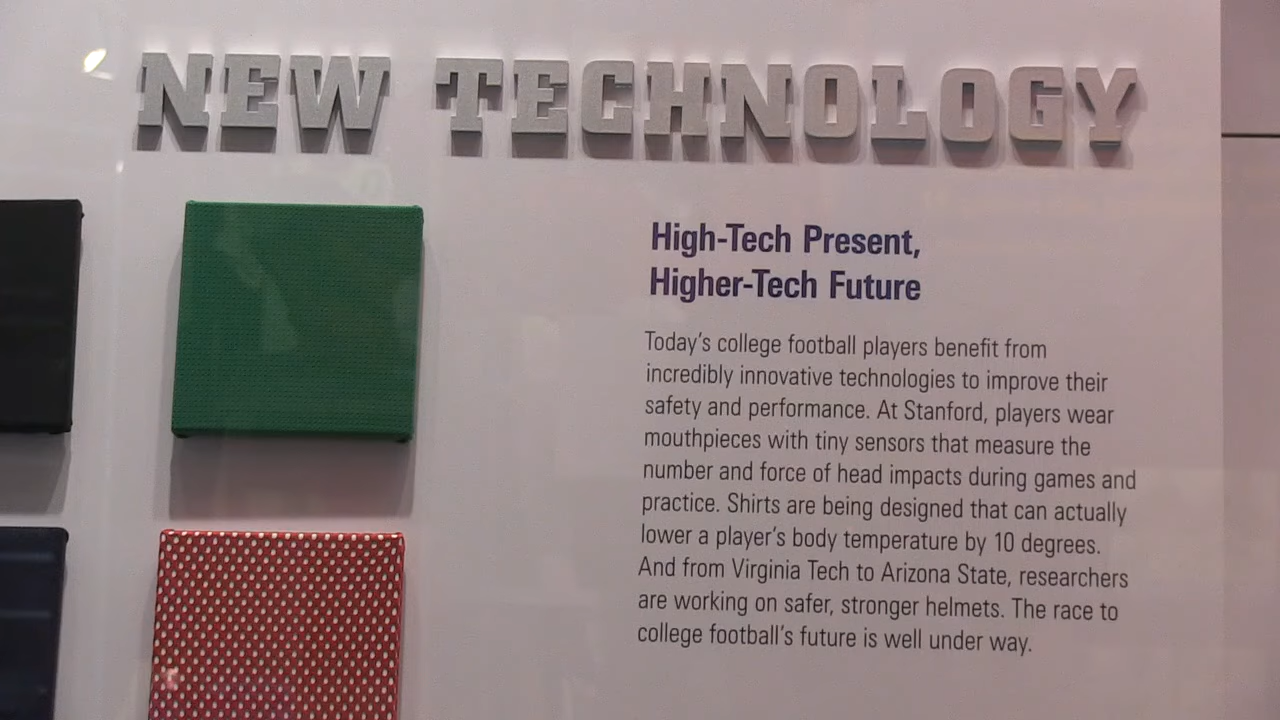 NEW TECHNOLOGY
High-Tech Present,
Higher-Tech Future
Today's college football players benefit from
incredibly innovative technologies to improve their
safety and performance. At Stanford, players wear
mouthpieces with tiny sensors that measure the
number and force of head impacts during games and
practice. Shirts are being designed that can actually
lower a player's body temperature by 10 degrees.
And from Virginia Tech to Arizona State, researchers
are working on safer, stronger helmets. The race to
college football's future is well under way.